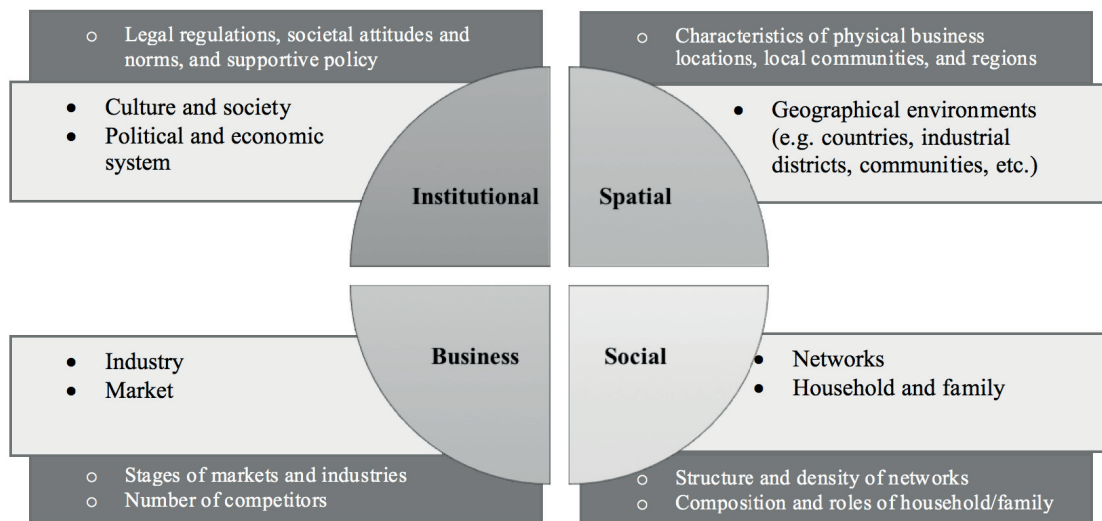 ○ Legal regulations, societal attitudes and
norms, and supportive policy
• Culture and society
• Political and economic
system
Institutional
○ Characteristics of physical business
locations, local communities, and regions
• Geographical environments
(e.g. countries, industrial
districts, communities, etc.)
Spatial
Business
• Industry
• Market
○ Stages of markets and industries
○ Number of competitors
Social
• Networks
• Household and family
○ Structure and density of networks
○ Composition and roles of household/family